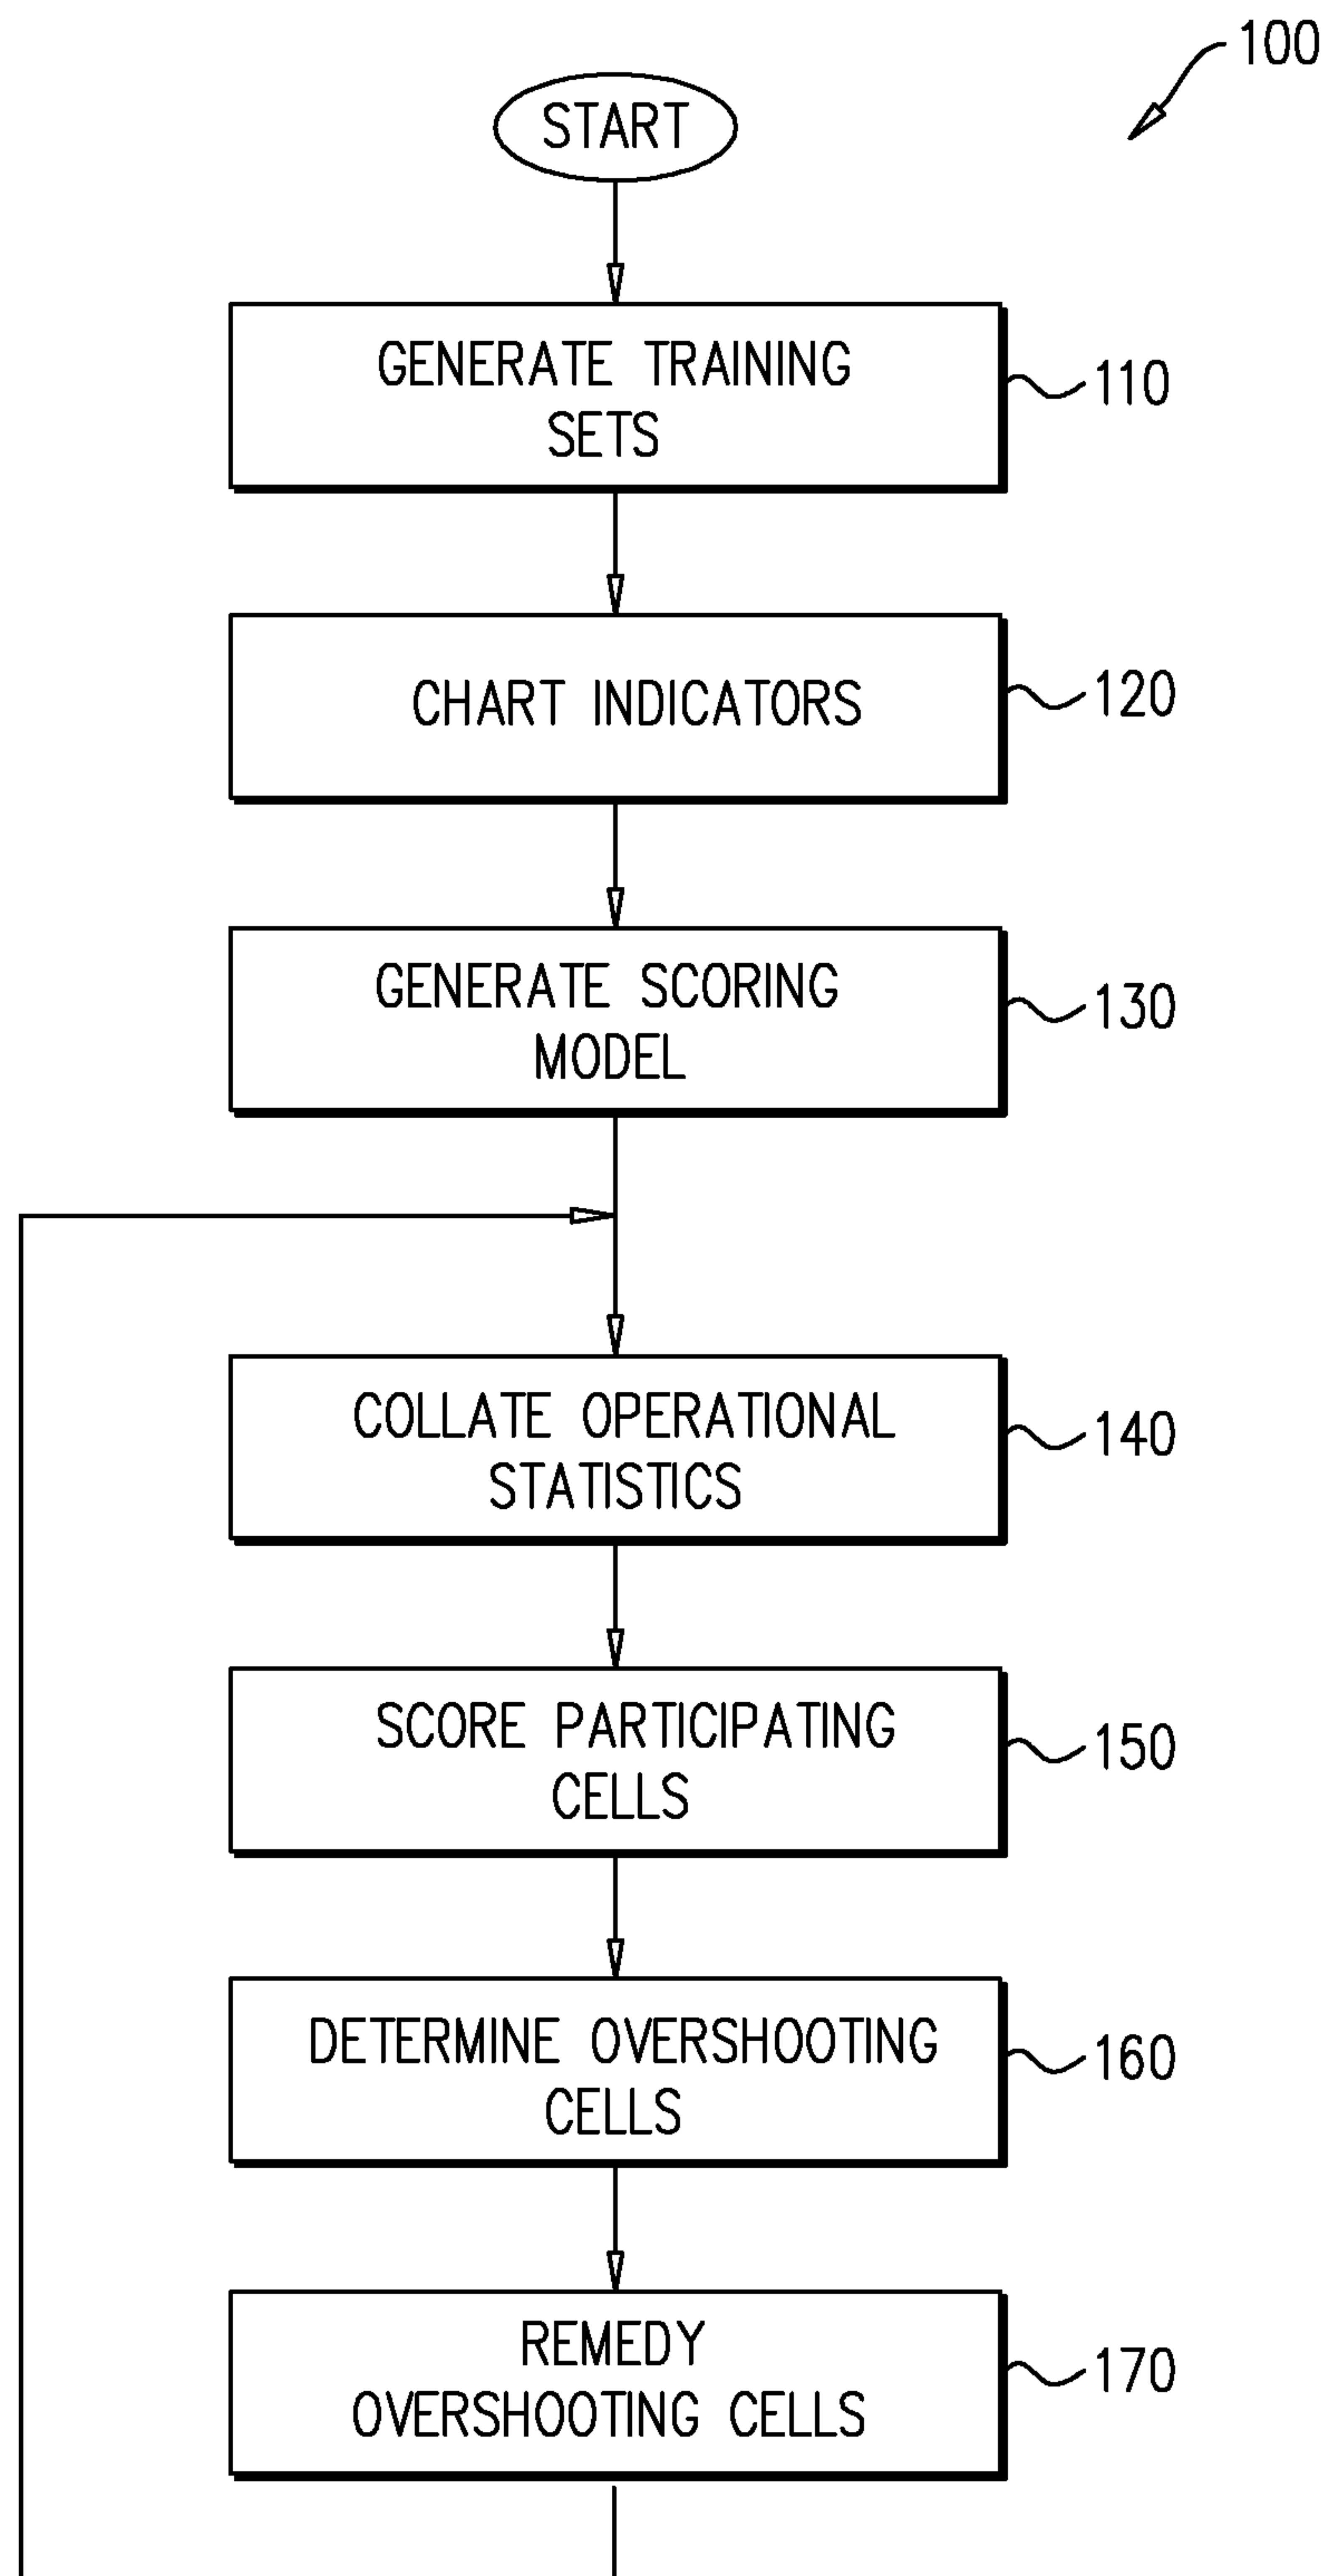 100
START
GENERATE TRAINING
SETS
110
CHART INDICATORS
120
GENERATE SCORING
MODEL
130
COLLATE OPERATIONAL
STATISTICS
140
SCORE PARTICIPATING
CELLS
150
DETERMINE OVERSHOOTING
CELLS
160
REMEDY
OVERSHOOTING CELLS
170